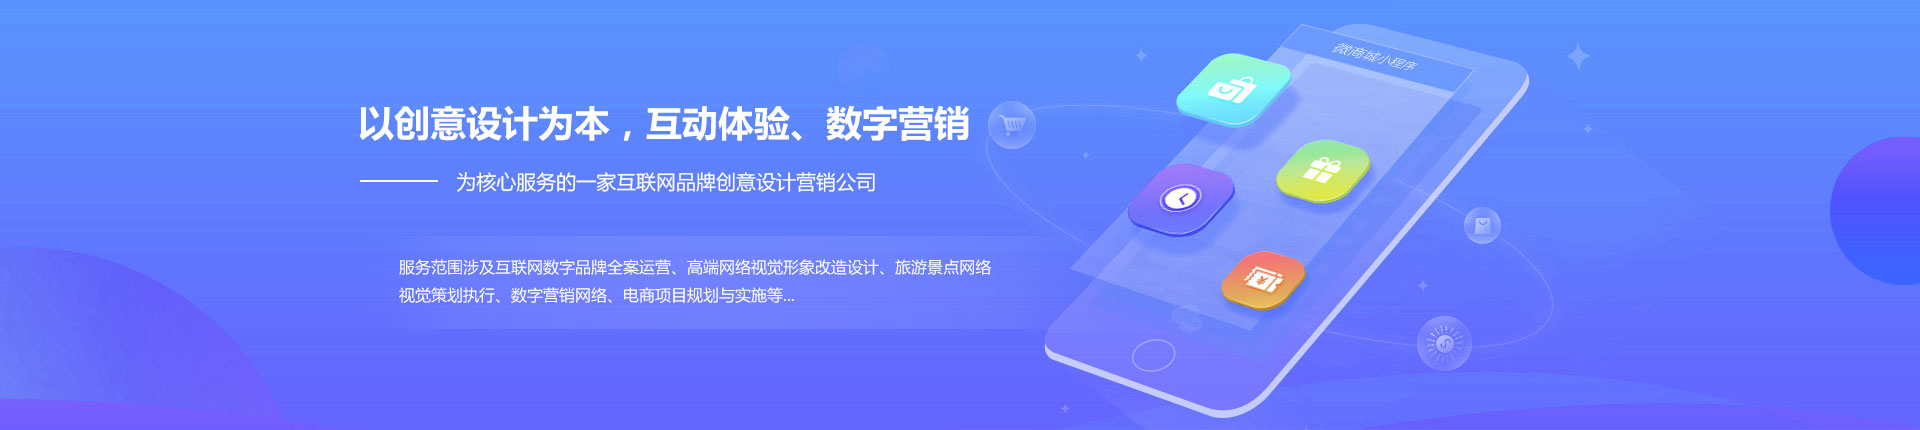 以创意设计为本，互动体验、数字营销
为核心服务的一家互联网品牌创意设计营销公司
服务范围涉及互联网数字品牌全案运营、高端网络视觉形象改造设计、旅游景点网络
视觉策划执行、数字营销网络、电商项目规划与实施等...
微商城小程序